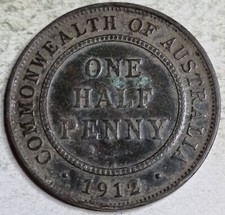 COMMONWEALTH OF AUSTRALIA
ONE
HALF
PENNY
· 1912 ·